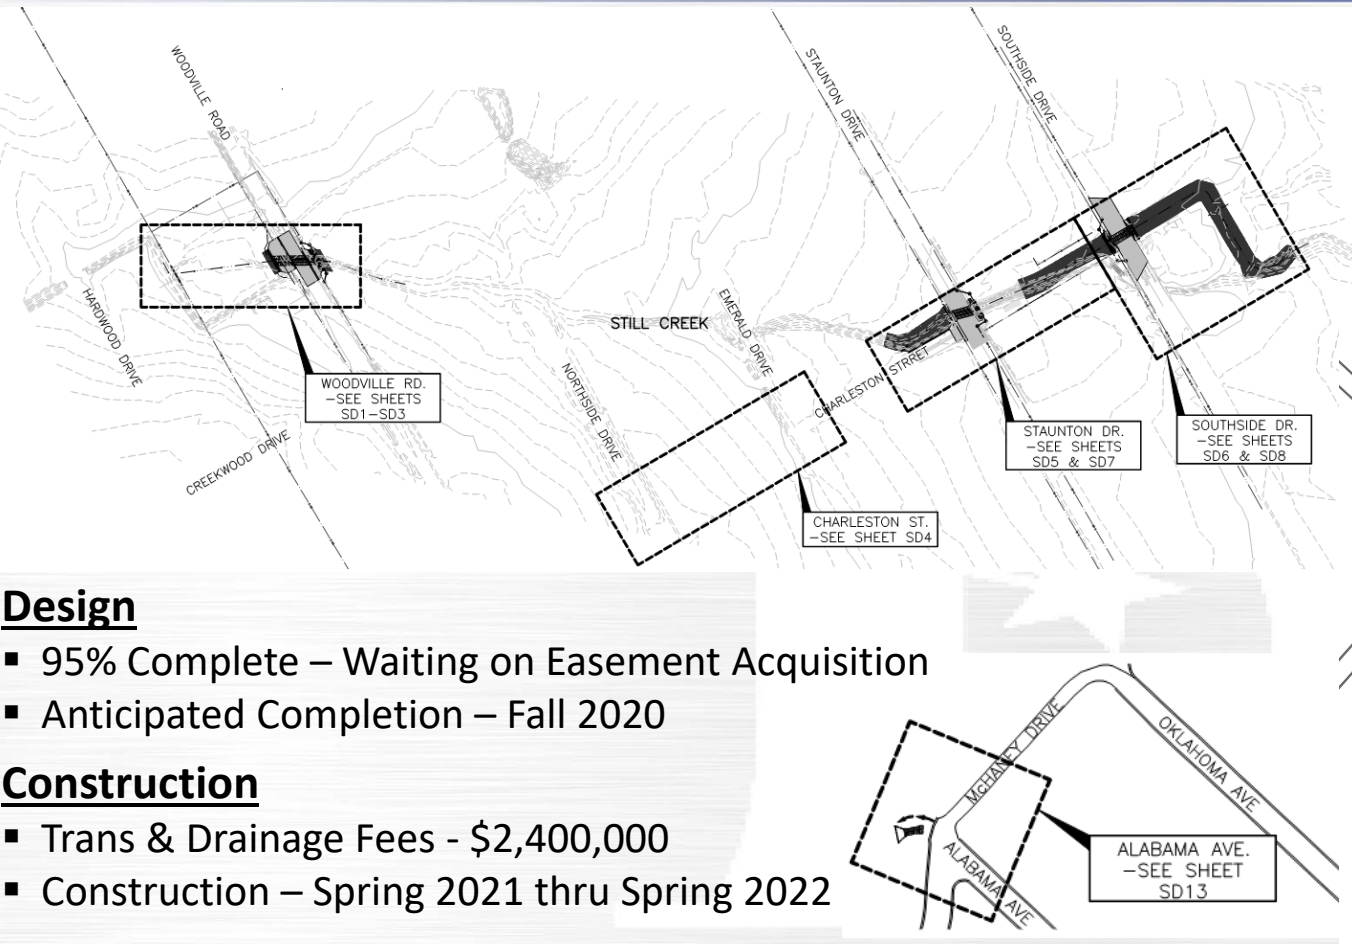 WOODVILLE ROAD
STAUNTON DRIVE
SOUTHSIDE DRIVE
HARDWOOD DRIVE
STILL CREEK
EMERALD DRIVE
NORTHSIDE DRIVE
CHARLESTON STRRET
CREEKWOOD DRIVE
WOODVILLE RD.
-SEE SHEETS
SD1-SD3
STAUNTON DR.
-SEE SHEETS
SD5 & SD7
SOUTHSIDE DR.
-SEE SHEETS
SD6 & SD8
CHARLESTON ST.
-SEE SHEET SD4
Design
▪ 95% Complete – Waiting on Easement Acquisition
▪ Anticipated Completion – Fall 2020
Construction
▪ Trans & Drainage Fees - $2,400,000
▪ Construction – Spring 2021 thru Spring 2022
McHANEY DRIVE
OKLAHOMA AVE
ALABAMA AVE
ALABAMA AVE.
-SEE SHEET
SD13